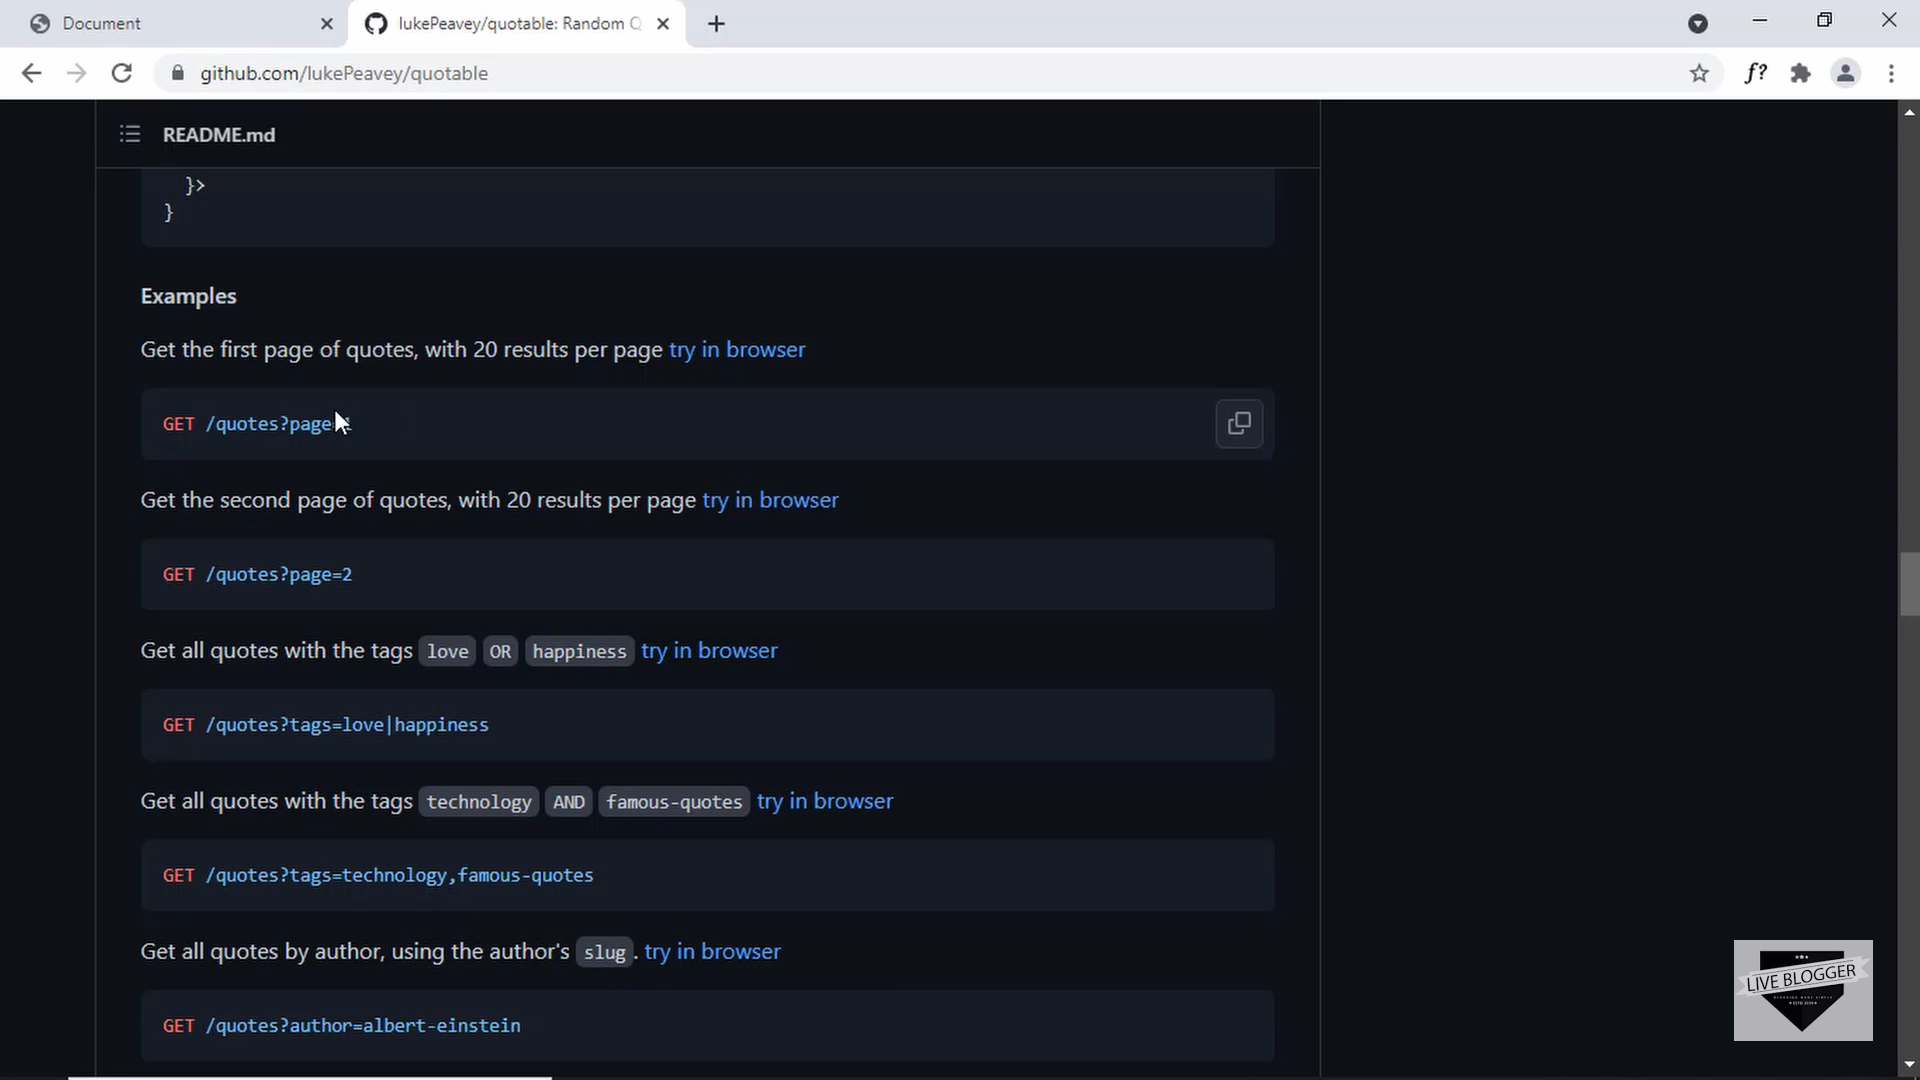 Document
lukePeavey/quotable: Random Q
github.com/lukePeavey/quotable
f?
README.md
}>
}
Examples
Get the first page of quotes, with 20 results per page try in browser
GET /quotes?page
Get the second page of quotes, with 20 results per page try in browser
GET /quotes?page=2
Get all quotes with the tags love OR happiness try in browser
GET /quotes?tags=love|happiness
Get all quotes with the tags technology AND famous-quotes try in browser
GET /quotes?tags=technology,famous-quotes
Get all quotes by author, using the author's slug. try in browser
GET /quotes?author=albert-einstein
LIVE BLOGGER